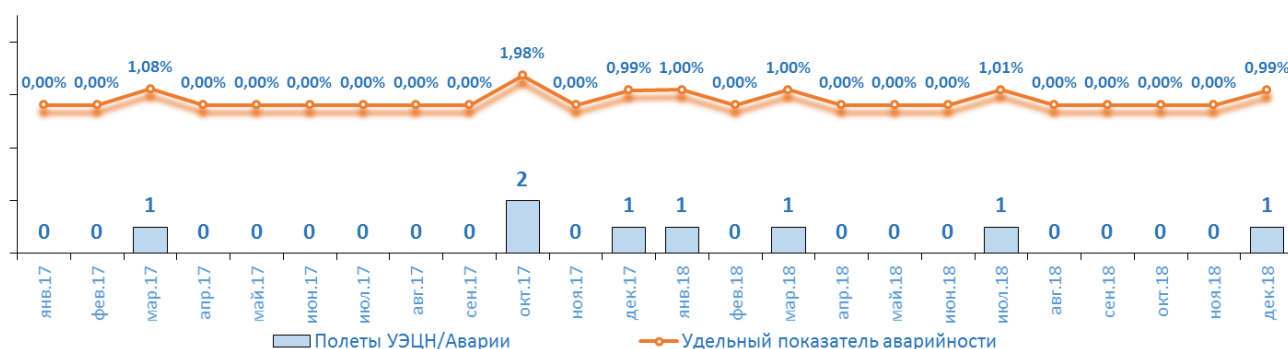 0,00% 0,00% 1,08% 0,00% 0,00% 0,00% 0,00% 0,00% 0,00% 1,98% 0,00% 0,99% 1,00% 0,00% 1,00% 0,00% 0,00% 0,00% 1,01% 0,00% 0,00% 0,00% 0,00% 0,99%
0 0 1 0 0 0 0 0 0 2 0 1 1 0 1 0 0 0 1 0 0 0 0 1
янв.17 фев.17 мар.17 апр.17 май.17 июн.17 июл.17 авг.17 сен.17 окт.17 ноя.17 дек.17 янв.18 фев.18 мар.18 апр.18 май.18 июн.18 июл.18 авг.18 сен.18 окт.18 ноя.18 дек.18
Полеты УЭЦН/Аварии Удельный показатель аварийности